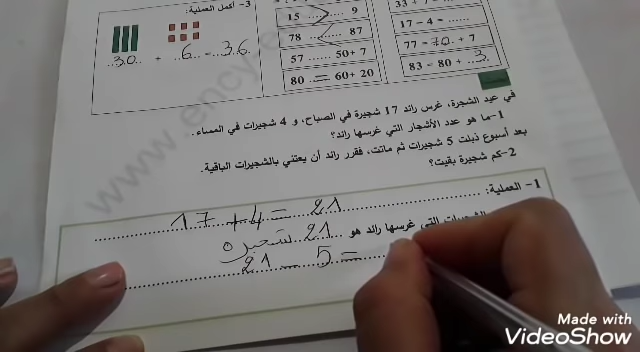 3- أكمل العملية:
30 + 6 = 36
15 ...... 9
78 ...... 87
57 ...... 50+ 7
80 = 60+ 20
17 – 4 = ......
77 = 70 + 7
83 = 80 + 3
في عيد الشجرة، غرس رائد 17 شجيرة في الصباح، و 4 شجيرات في المساء.
1-ما هو عدد الأشجار التي غرسها رائد؟
بعد أسبوع ذبلت 5 شجيرات ثم ماتت، فقرر رائد أن يعتني بالشجيرات الباقية.
2-كم شجيرة بقيت؟
1- العملية:
17 + 4 = 21
التي غرسها رائد هو 21 شجيرة
21 – 5 =
www.ency
Made with
VideoShow